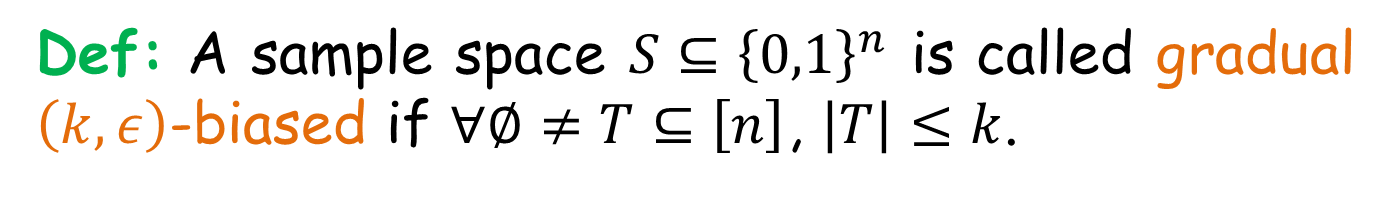 Def: A sample space 𝑆 ⊆ {0,1}ⁿ is called gradual
(𝑘, 𝜖)-biased if ∀∅ ≠ 𝑇 ⊆ [𝑛], |𝑇| ≤ 𝑘.